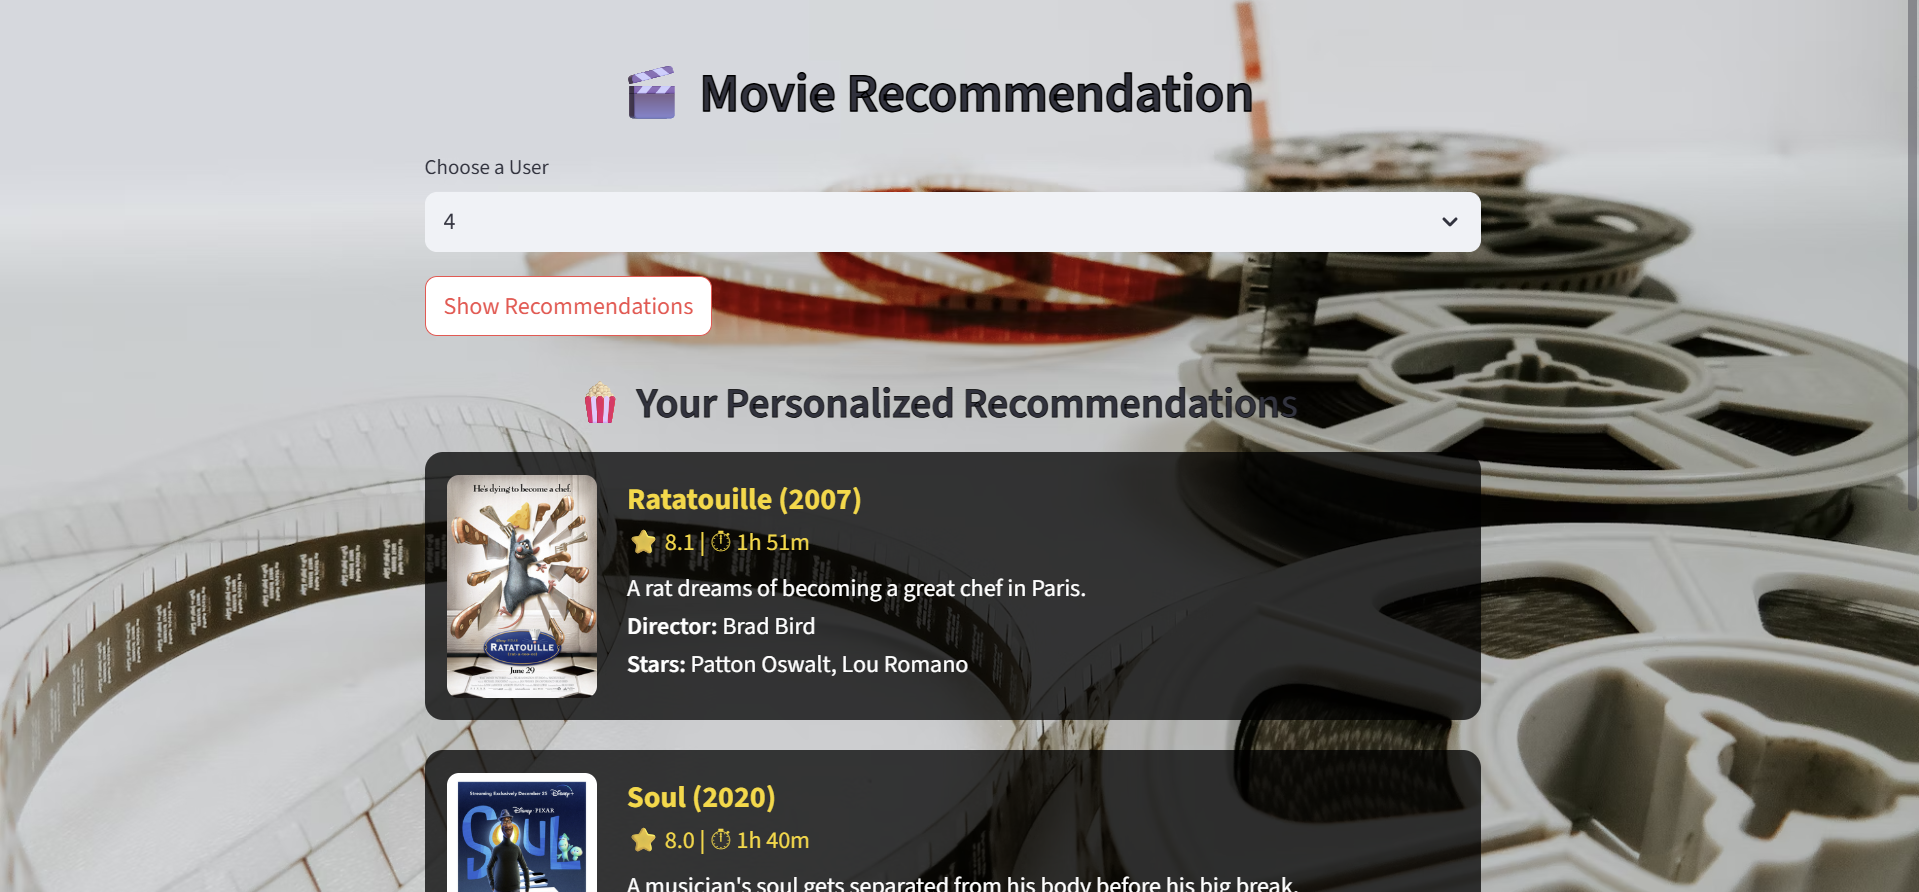 Movie Recommendation
Choose a User
4
Show Recommendations
Your Personalized Recommendations
He's dying to become a chef.
RATATOUILLE
June 29
Ratatouille (2007)
8.1 | ⏱ 1h 51m
A rat dreams of becoming a great chef in Paris.
Director: Brad Bird
Stars: Patton Oswalt, Lou Romano
Streaming Exclusively December 25 Disney+
Disney PIXAR
SOUL
Soul (2020)
8.0 | ⏱ 1h 40m
A musician's soul gets separated from his body before his big break.